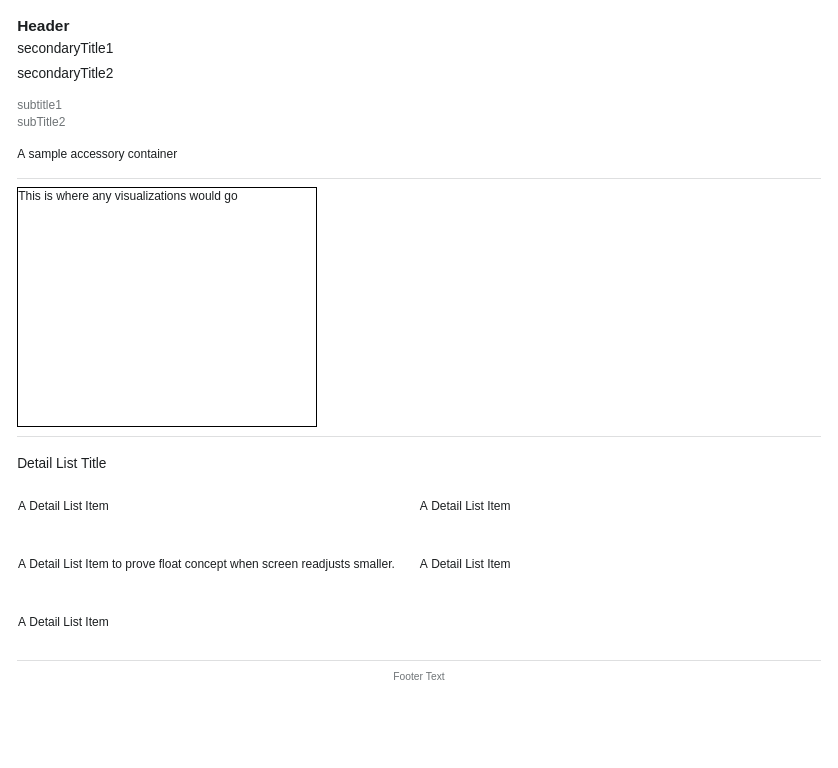 Header
secondaryTitle1
secondaryTitle2
subtitle1
subTitle2
A sample accessory container
This is where any visualizations would go
Detail List Title
A Detail List Item
A Detail List Item
A Detail List Item to prove float concept when screen readjusts smaller.
A Detail List Item
A Detail List Item
Footer Text